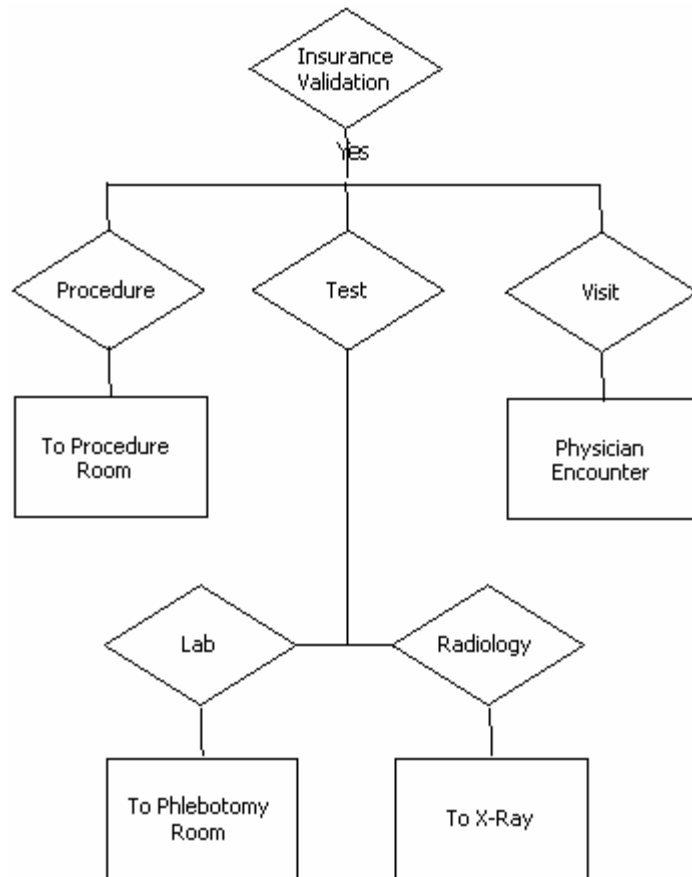 Insurance
Validation
Yes
Procedure
Test
Visit
To Procedure
Room
Physician
Encounter
Lab
Radiology
To Phlebotomy
Room
To X-Ray